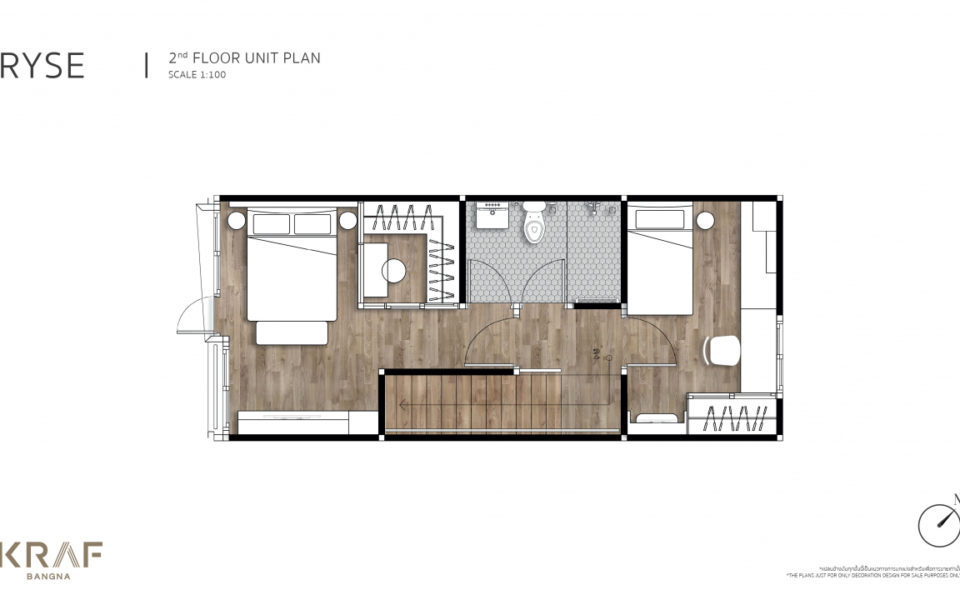 RYSE
2nd FLOOR UNIT PLAN
SCALE 1:100
N
KRAF
BANGNA
*THE PLANS JUST FOR ONLY DECORATION DESIGN FOR SALE PURPOSES ONLY